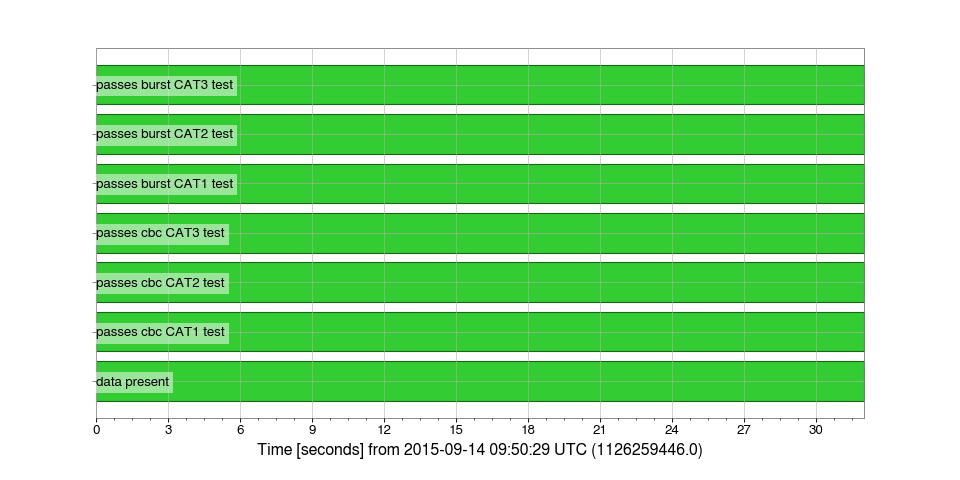 passes burst CAT3 test
passes burst CAT2 test
passes burst CAT1 test
passes cbc CAT3 test
passes cbc CAT2 test
passes cbc CAT1 test
data present
0 3 6 9 12 15 18 21 24 27 30
Time [seconds] from 2015-09-14 09:50:29 UTC (1126259446.0)